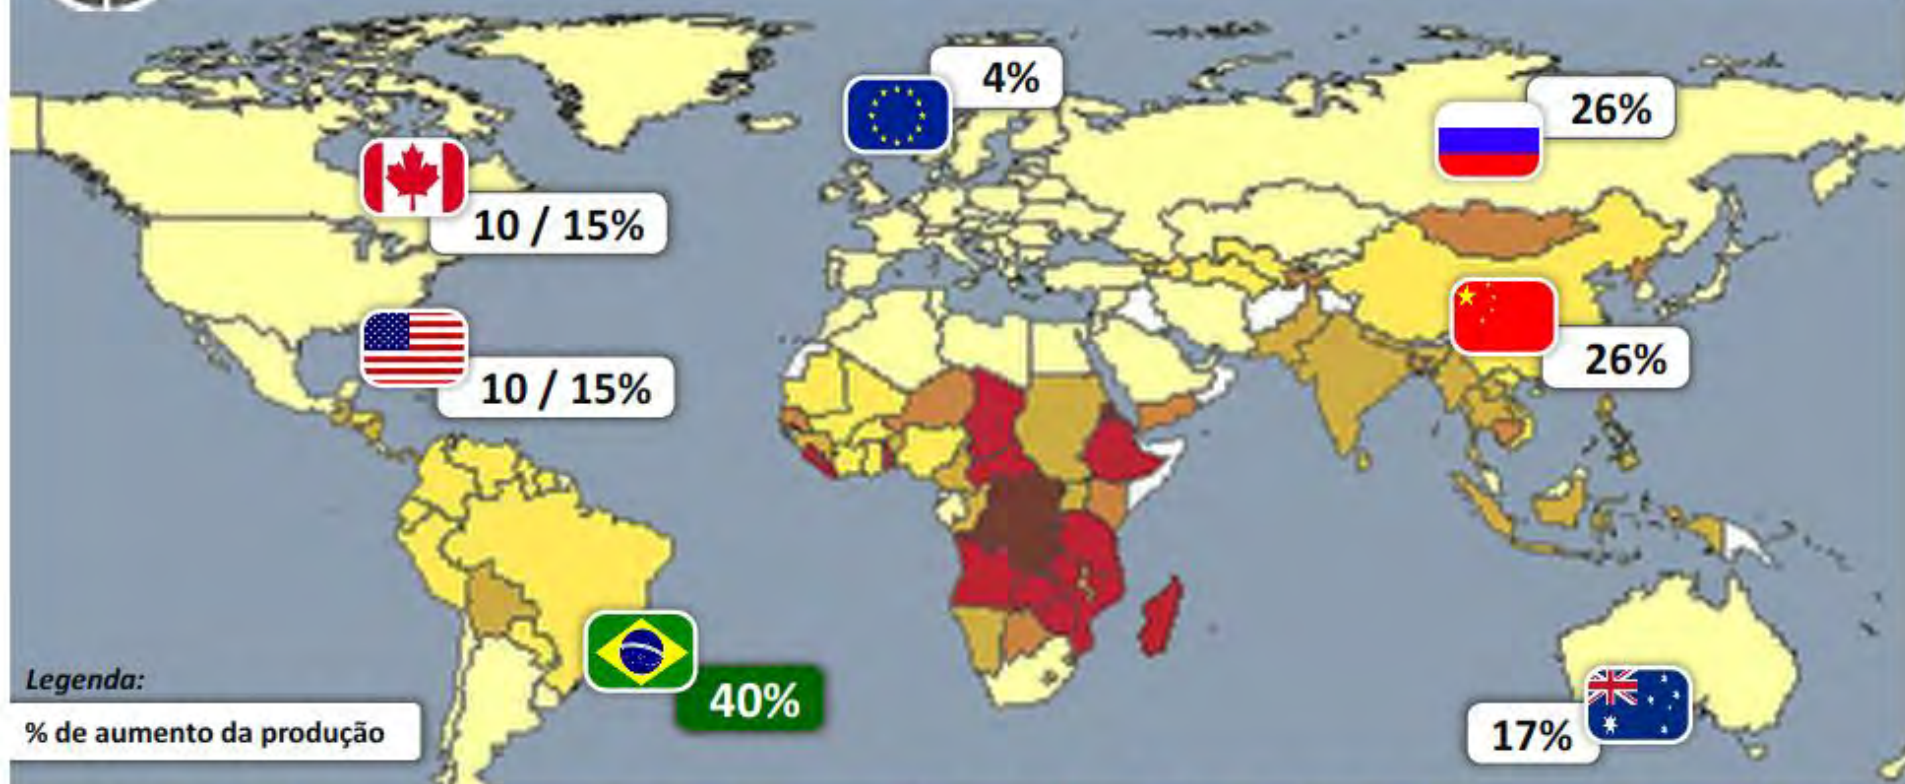 4%
26%
10 / 15%
26%
10 / 15%
40%
17%
Legenda:
% de aumento da produção